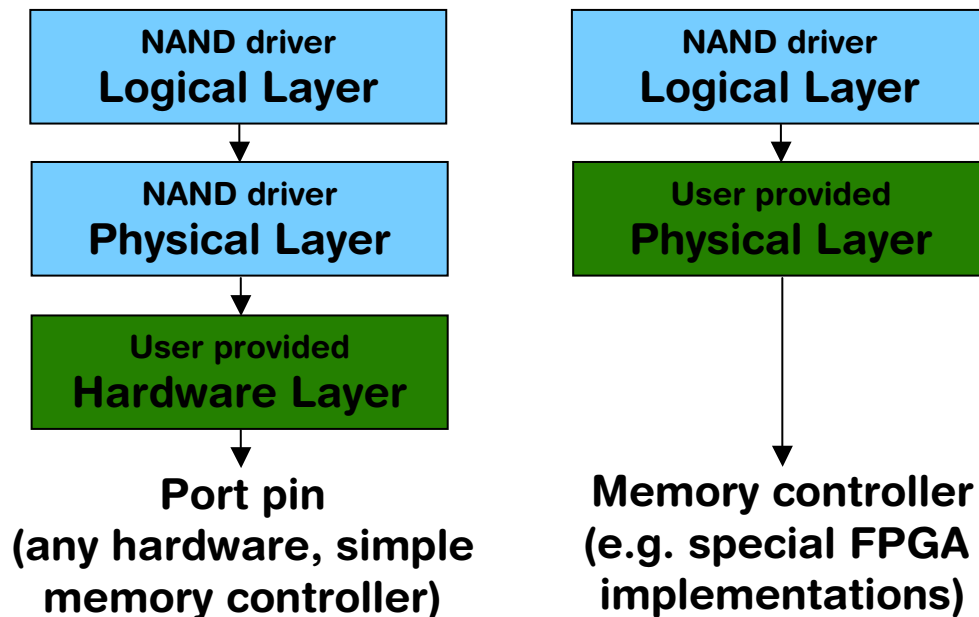 NAND driver
Logical Layer
NAND driver
Physical Layer
User provided
Hardware Layer
Port pin
(any hardware, simple
memory controller)
NAND driver
Logical Layer
User provided
Physical Layer
Memory controller
(e.g. special FPGA
implementations)